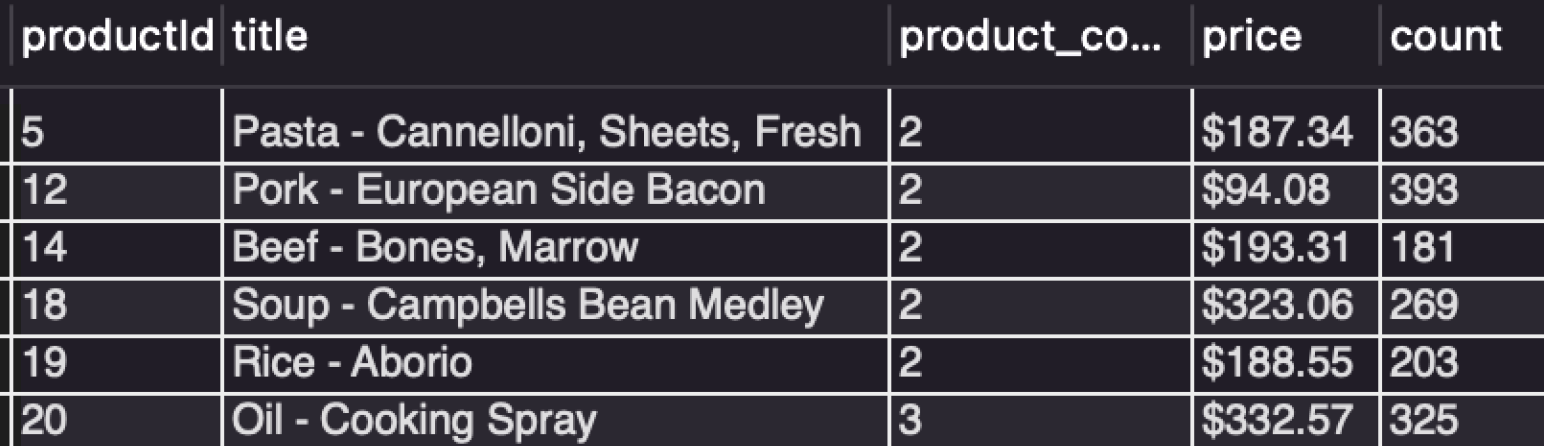 productId title product_co... price count
5 Pasta - Cannelloni, Sheets, Fresh 2 $187.34 363
12 Pork - European Side Bacon 2 $94.08 393
14 Beef - Bones, Marrow 2 $193.31 181
18 Soup - Campbells Bean Medley 2 $323.06 269
19 Rice - Aborio 2 $188.55 203
20 Oil - Cooking Spray 3 $332.57 325